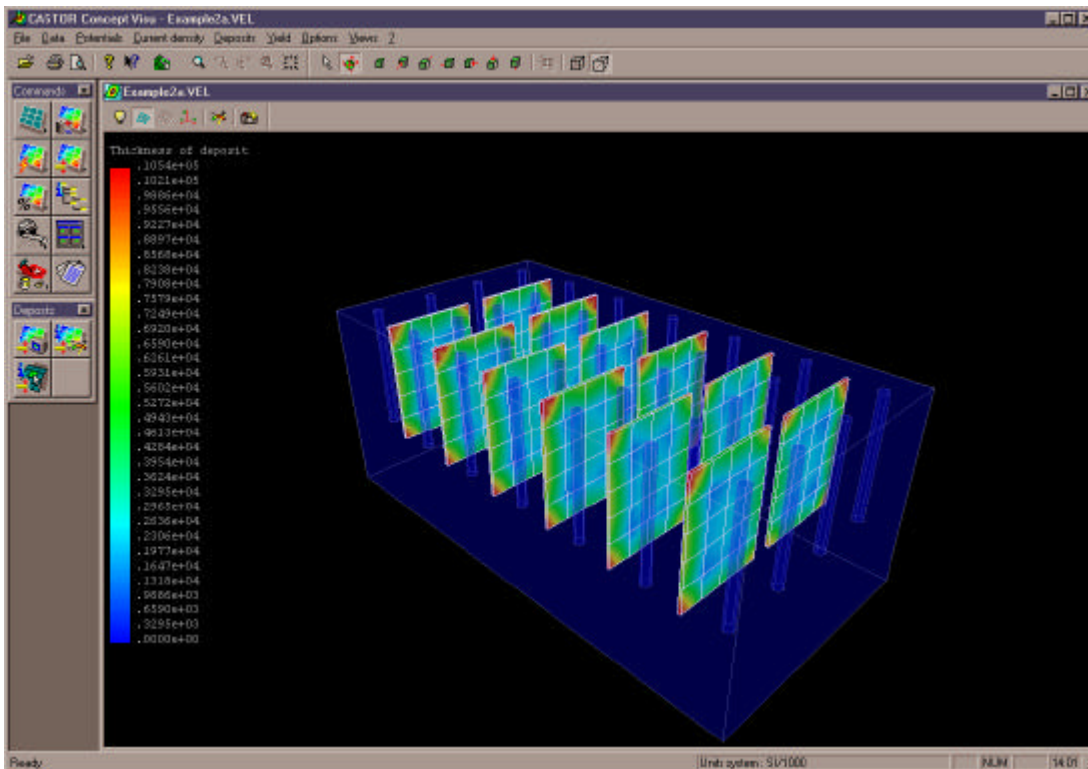 CASTOR Concept Visu - Example2a.VEL
File Data Potentials Current density Deposits Yield Options Views ?
Commands
Example2a.VEL
Thickness of deposit
.1054e+05
.1021e+05
.9886e+04
.9556e+04
.9227e+04
.8897e+04
.8568e+04
.8238e+04
.7908e+04
.7579e+04
.7249e+04
.6920e+04
.6590e+04
.6261e+04
.5931e+04
.5602e+04
.5272e+04
.4943e+04
.4613e+04
.4284e+04
.3954e+04
.3624e+04
.3295e+04
.2965e+04
.2636e+04
.2306e+04
.1977e+04
.1647e+04
.1318e+04
.9886e+03
.6590e+03
.3295e+03
.0000e+00
Deposits
Ready
Units system : SI/1000
NUM
14:01